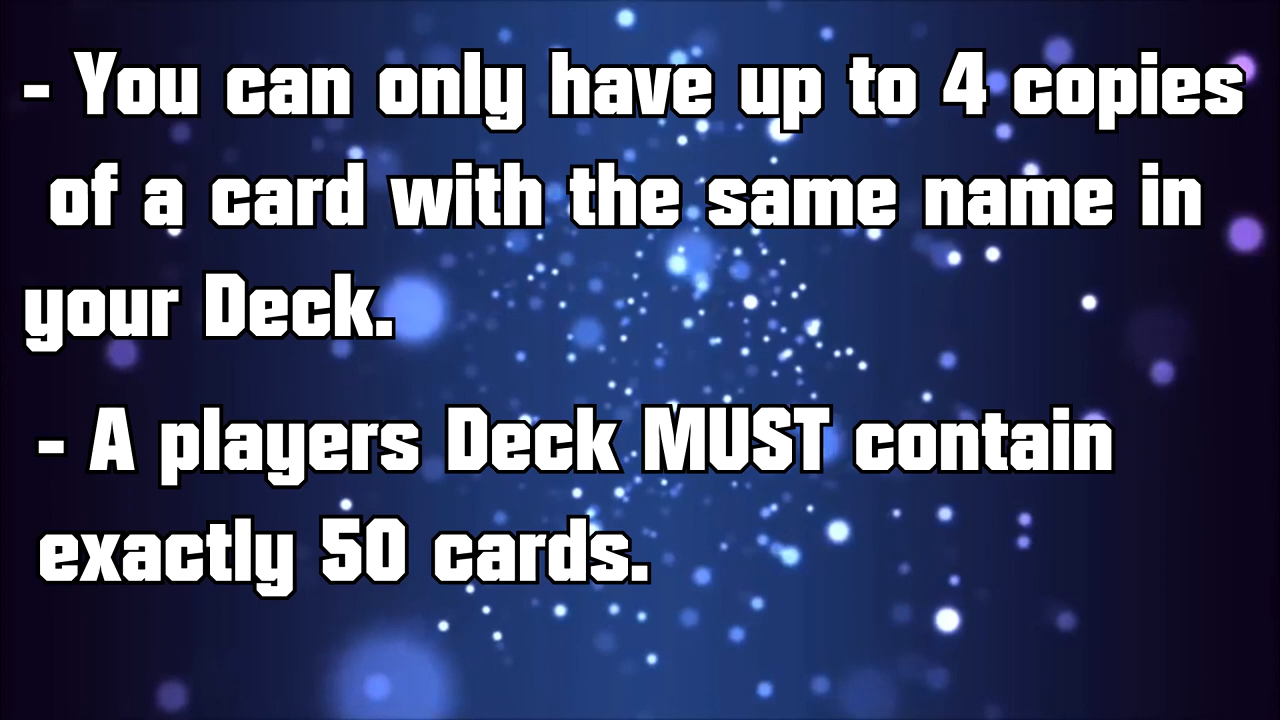 - You can only have up to 4 copies
of a card with the same name in
your Deck.
- A players Deck MUST contain
exactly 50 cards.